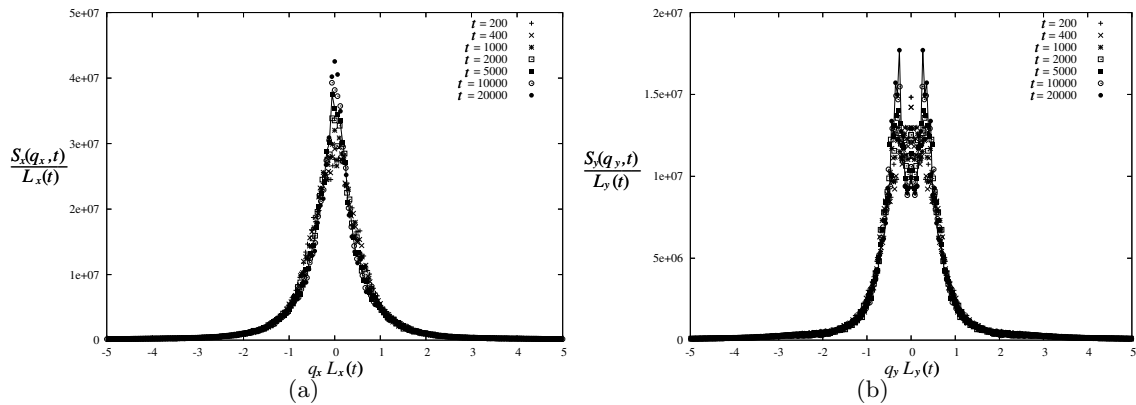 5e+07
4e+07
3e+07
2e+07
1e+07
0
S_x(q_x, t)
L_x(t)
-5 -4 -3 -2 -1 0 1 2 3 4 5
q_x L_x(t)
t = 200
t = 400
t = 1000
t = 2000
t = 5000
t = 10000
t = 20000
(a)
2e+07
1.5e+07
1e+07
5e+06
0
S_y(q_y, t)
L_y(t)
-5 -4 -3 -2 -1 0 1 2 3 4 5
q_y L_y(t)
t = 200
t = 400
t = 1000
t = 2000
t = 5000
t = 10000
t = 20000
(b)